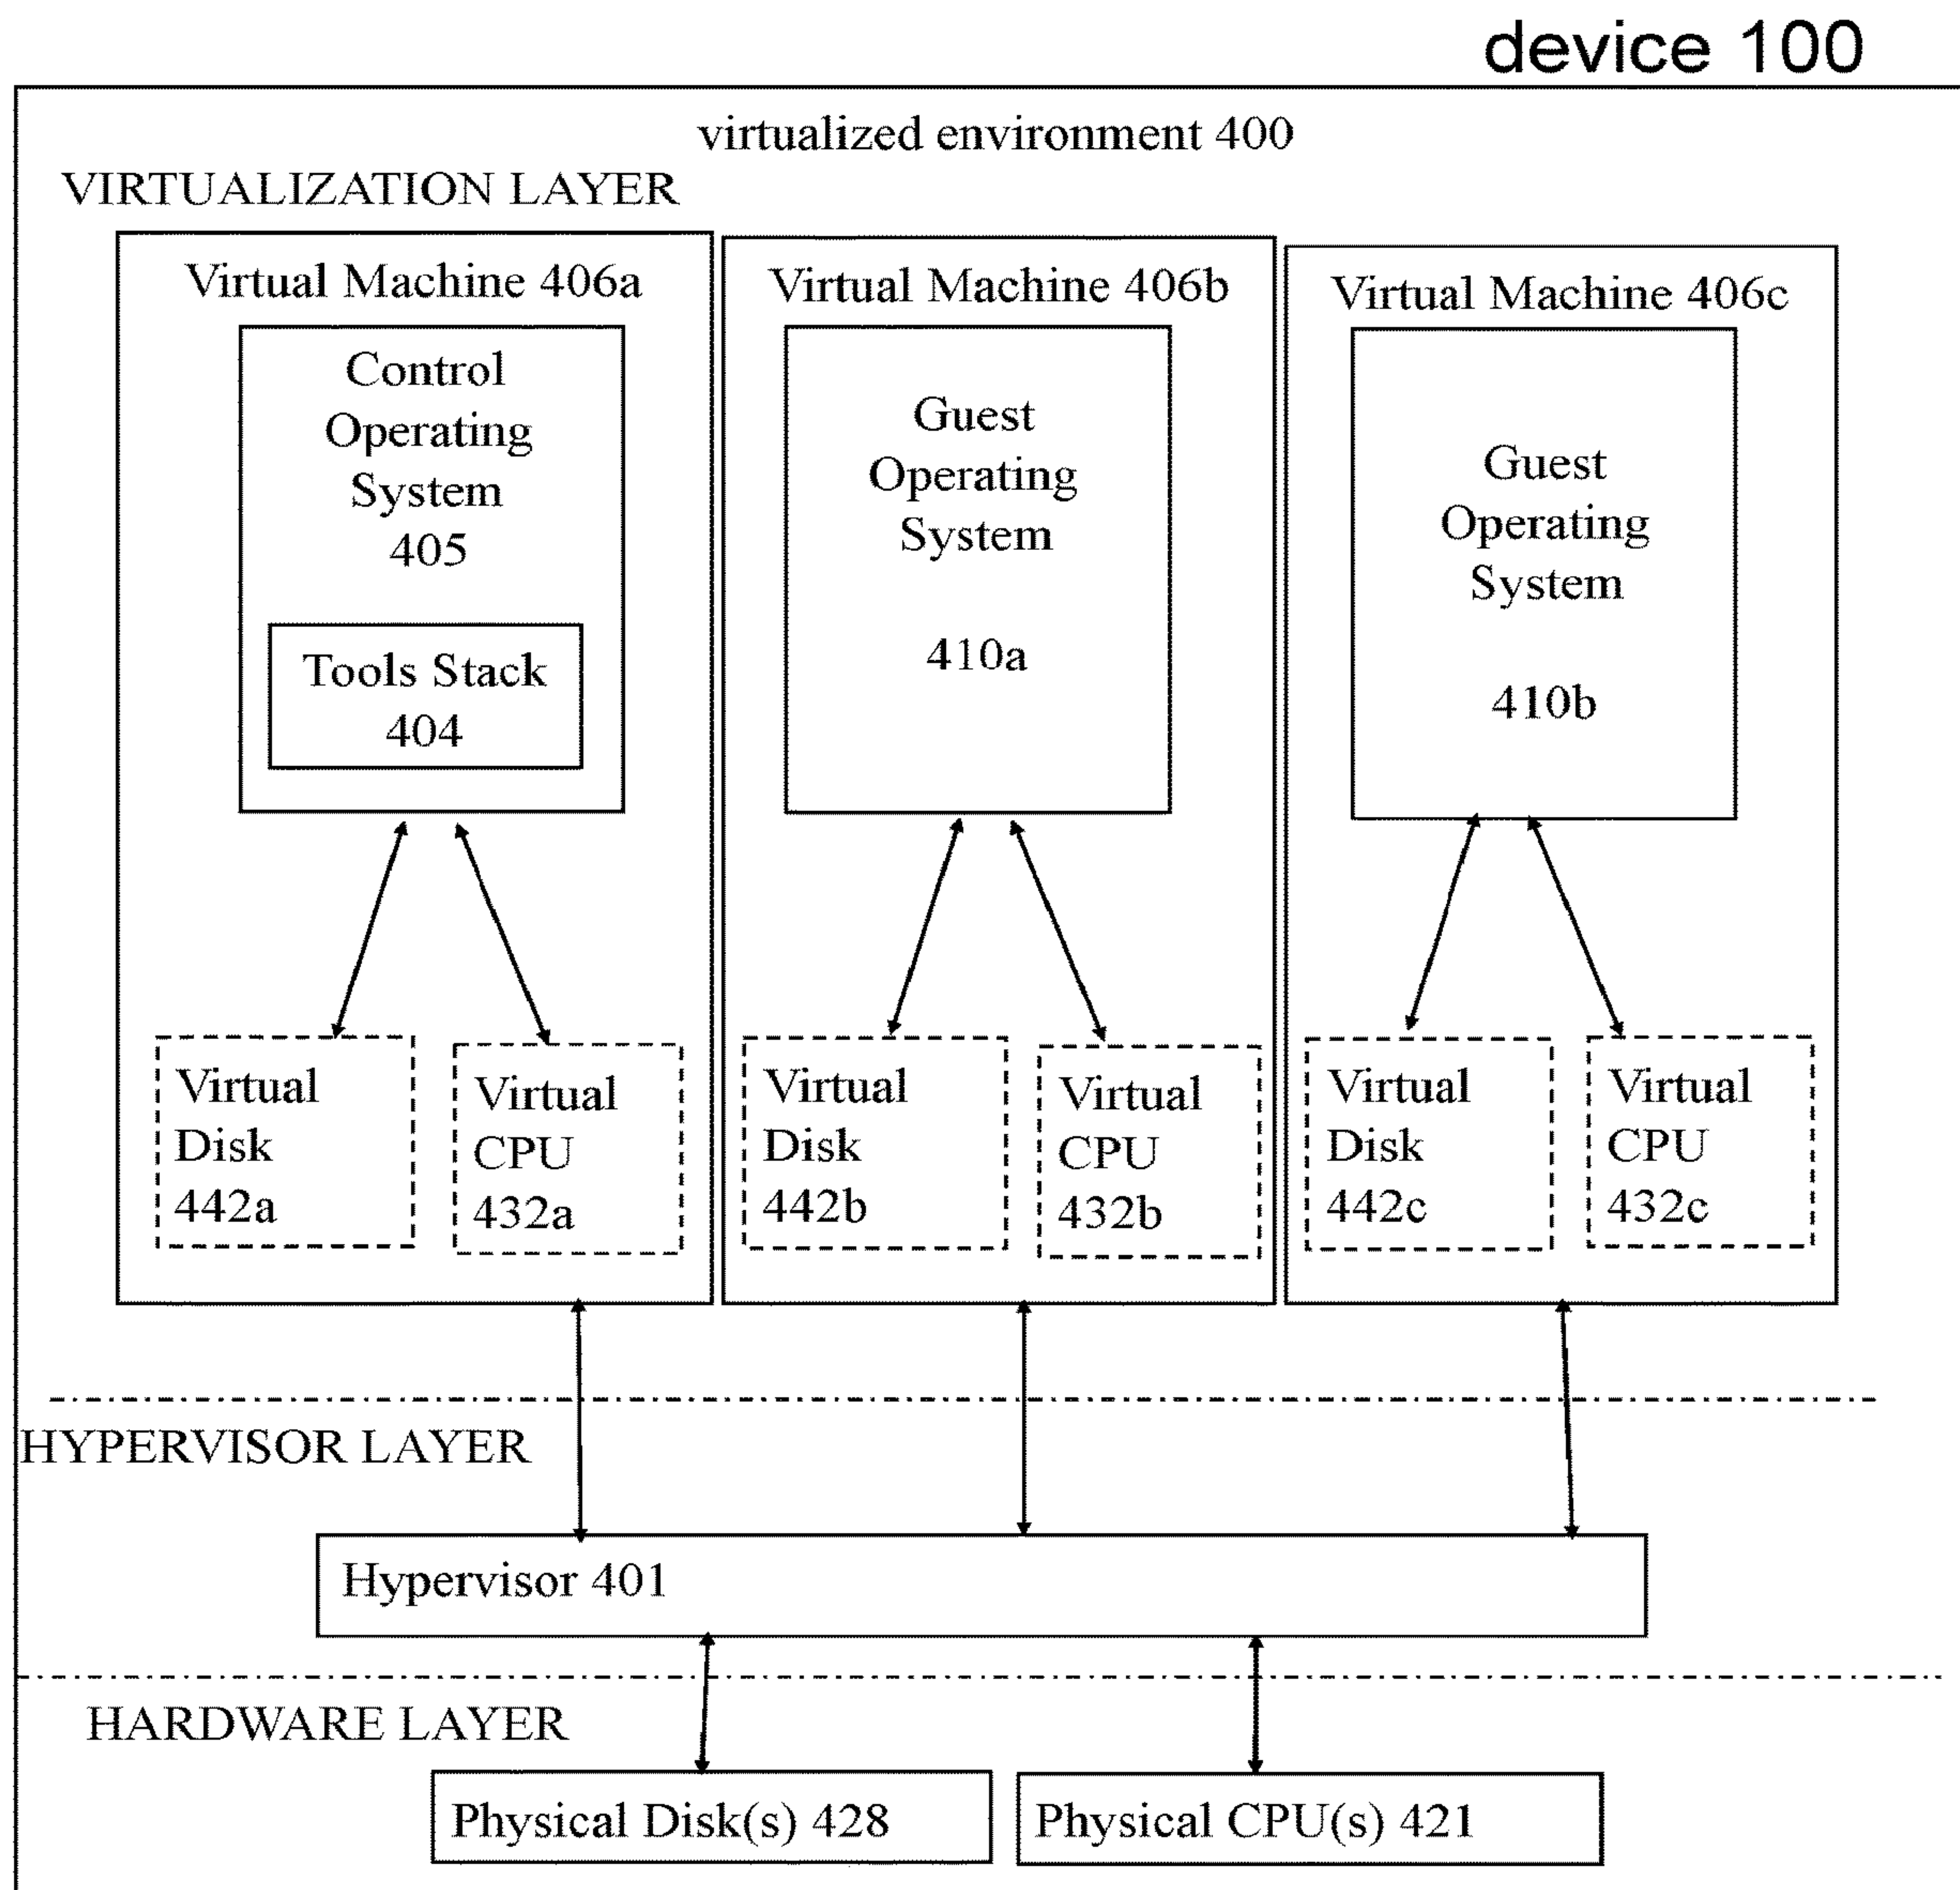 device 100
virtualized environment 400
VIRTUALIZATION LAYER
Virtual Machine 406a
Control
Operating
System
405
Tools Stack
404
Virtual
Disk
442a
Virtual
CPU
432a
Virtual Machine 406b
Guest
Operating
System
410a
Virtual
Disk
442b
Virtual
CPU
432b
Virtual Machine 406c
Guest
Operating
System
410b
Virtual
Disk
442c
Virtual
CPU
432c
HYPERVISOR LAYER
Hypervisor 401
HARDWARE LAYER
Physical Disk(s) 428
Physical CPU(s) 421